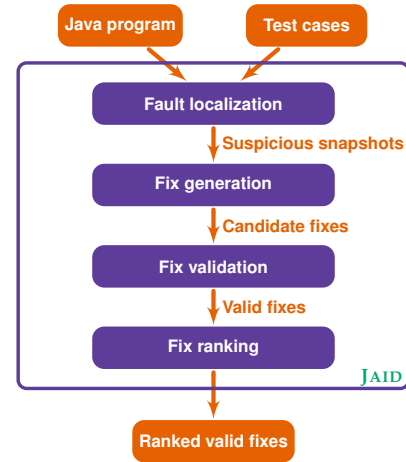 Java program
Test cases
Fault localization
Suspicious snapshots
Fix generation
Candidate fixes
Fix validation
Valid fixes
Fix ranking
JAID
Ranked valid fixes